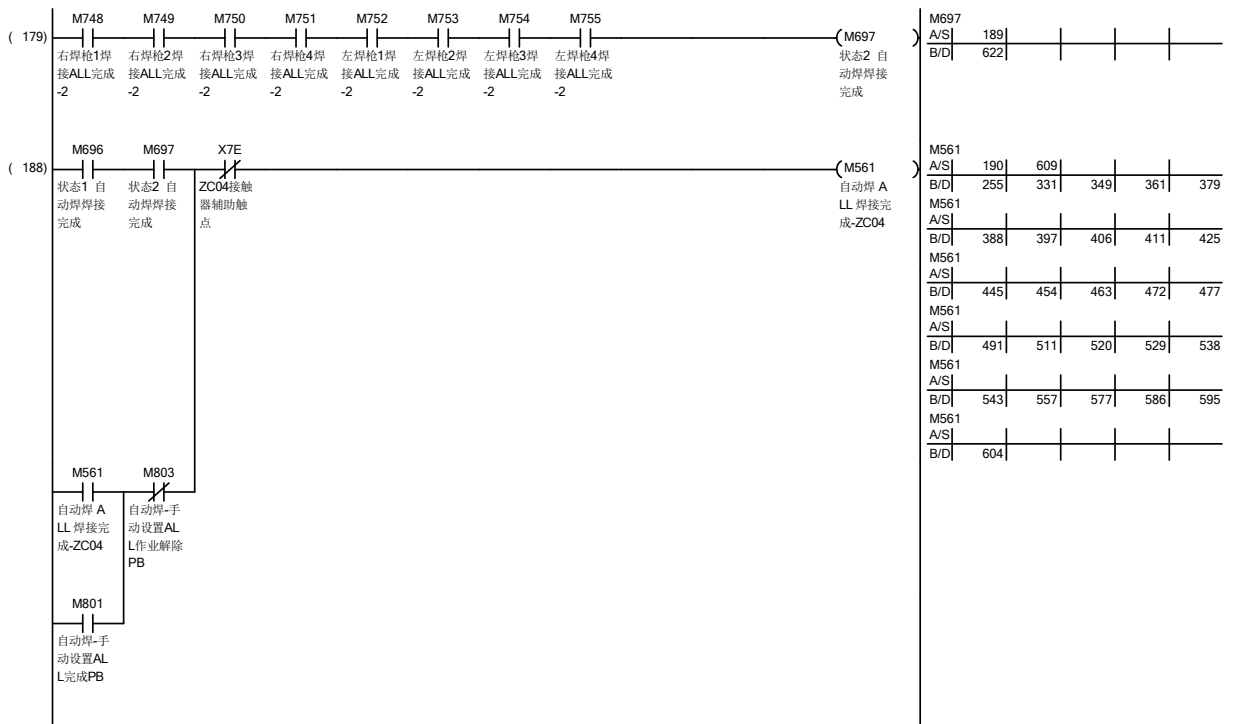 M748 M749 M750 M751 M752 M753 M754 M755 M697
( 179) (M697 ) A/S 189
右焊枪1焊 右焊枪2焊 右焊枪3焊 右焊枪4焊 左焊枪1焊 左焊枪2焊 左焊枪3焊 左焊枪4焊 状态2 自 B/D 622
接ALL完成 接ALL完成 接ALL完成 接ALL完成 接ALL完成 接ALL完成 接ALL完成 接ALL完成 动焊焊接
-2 -2 -2 -2 -2 -2 -2 -2 完成
M696 M697 X7E M561
( 188) (M561 ) A/S 190 609
状态1 自 状态2 自 ZC04接触 自动焊 A B/D 255 331 349 361 379
动焊焊接 动焊焊接 器辅助触 LL 焊接完 M561
完成 完成 点 成-ZC04 A/S
B/D 388 397 406 411 425
M561
A/S
B/D 445 454 463 472 477
M561
A/S
B/D 491 511 520 529 538
M561
A/S
B/D 543 557 577 586 595
M561
A/S
B/D 604
M561 M803
自动焊 A 自动焊-手
LL 焊接完 动设置AL
成-ZC04 L作业解除
PB
M801
自动焊-手
动设置AL
L完成PB